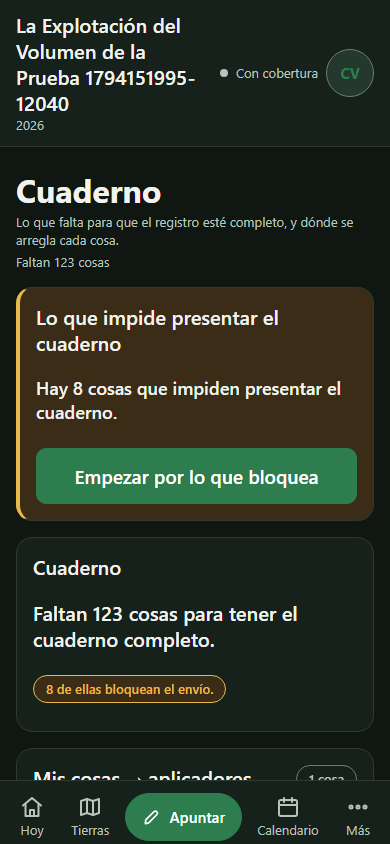 La Explotación del
Volumen de la
Prueba 1794151995-
12040
2026
Con cobertura
CV
Cuaderno
Lo que falta para que el registro esté completo, y dónde se
arregla cada cosa.
Faltan 123 cosas
Lo que impide presentar el
cuaderno
Hay 8 cosas que impiden presentar el
cuaderno.
Empezar por lo que bloquea
Cuaderno
Faltan 123 cosas para tener el
cuaderno completo.
8 de ellas bloquean el envío.
Mis cosas → aplicadores
1 cosa
Hoy
Tierras
Apuntar
Calendario
Más